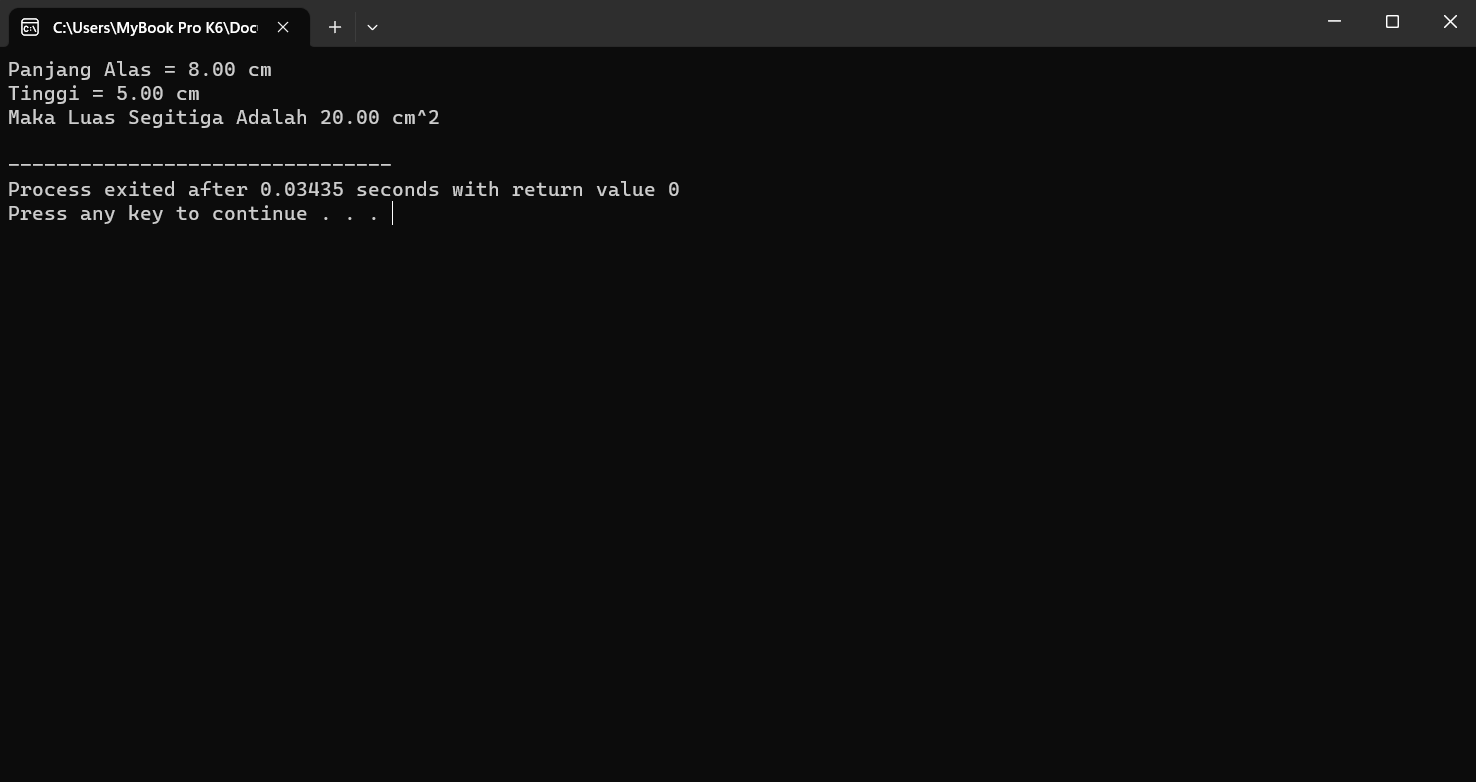 C:\Users\MyBook Pro K6\Doc
Panjang Alas = 8.00 cm
Tinggi = 5.00 cm
Maka Luas Segitiga Adalah 20.00 cm^2
--------------------------------
Process exited after 0.03435 seconds with return value 0
Press any key to continue . . .